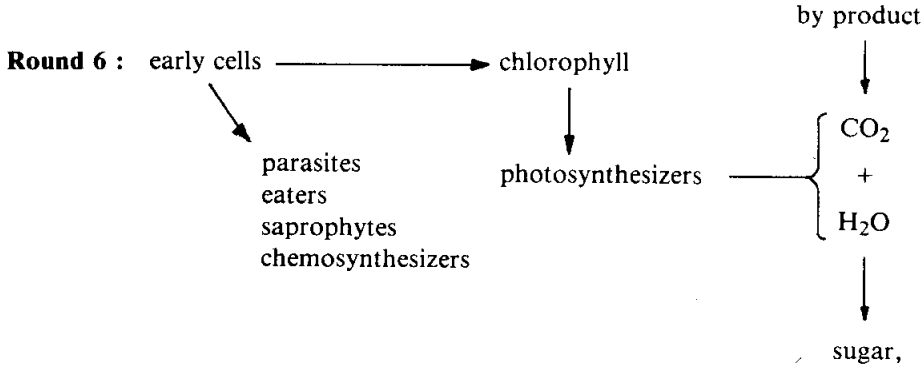 by product
Round 6 : early cells chlorophyll
CO₂
parasites
photosynthesizers
+
eaters
saprophytes
H₂O
chemosynthesizers
sugar,